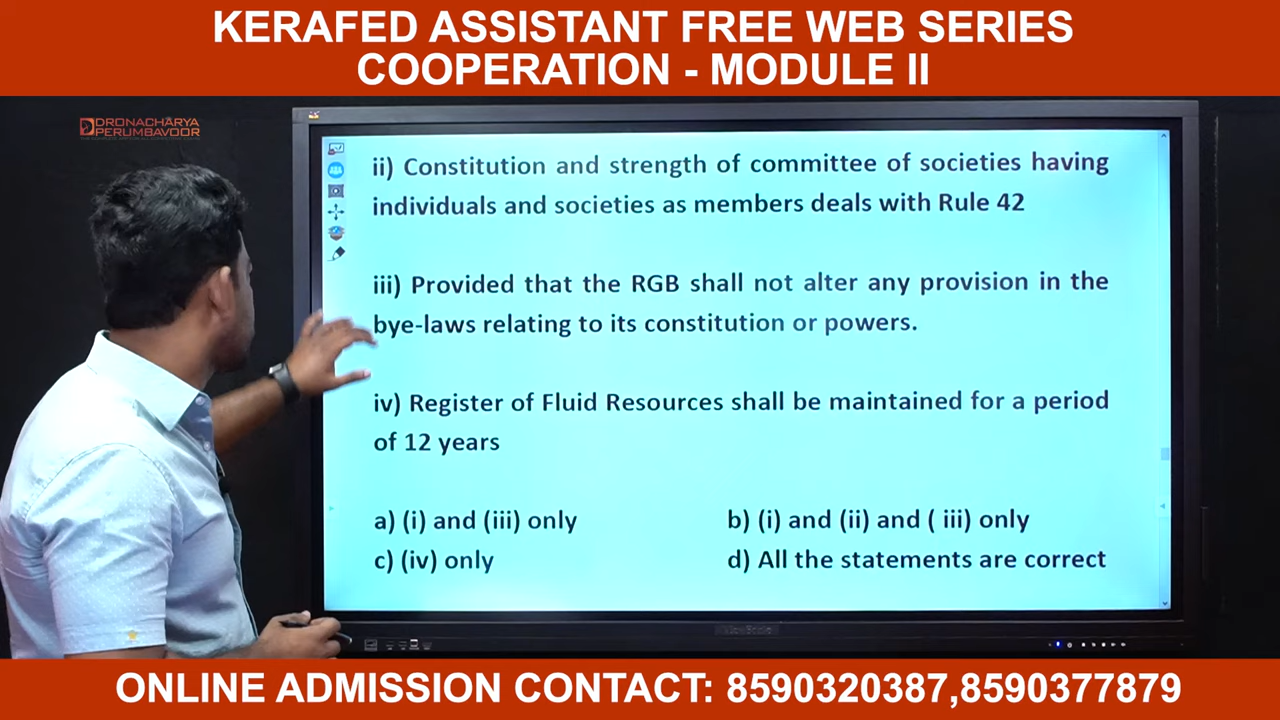 KERAFED ASSISTANT FREE WEB SERIES
COOPERATION - MODULE II
DRONACHARYA
PERUMBAVOOR
ii) Constitution and strength of committee of societies having
individuals and societies as members deals with Rule 42
iii) Provided that the RGB shall not alter any provision in the
bye-laws relating to its constitution or powers.
iv) Register of Fluid Resources shall be maintained for a period
of 12 years
a) (i) and (iii) only
b) (i) and (ii) and ( iii) only
c) (iv) only
d) All the statements are correct
ViewSonic
ONLINE ADMISSION CONTACT: 8590320387,8590377879